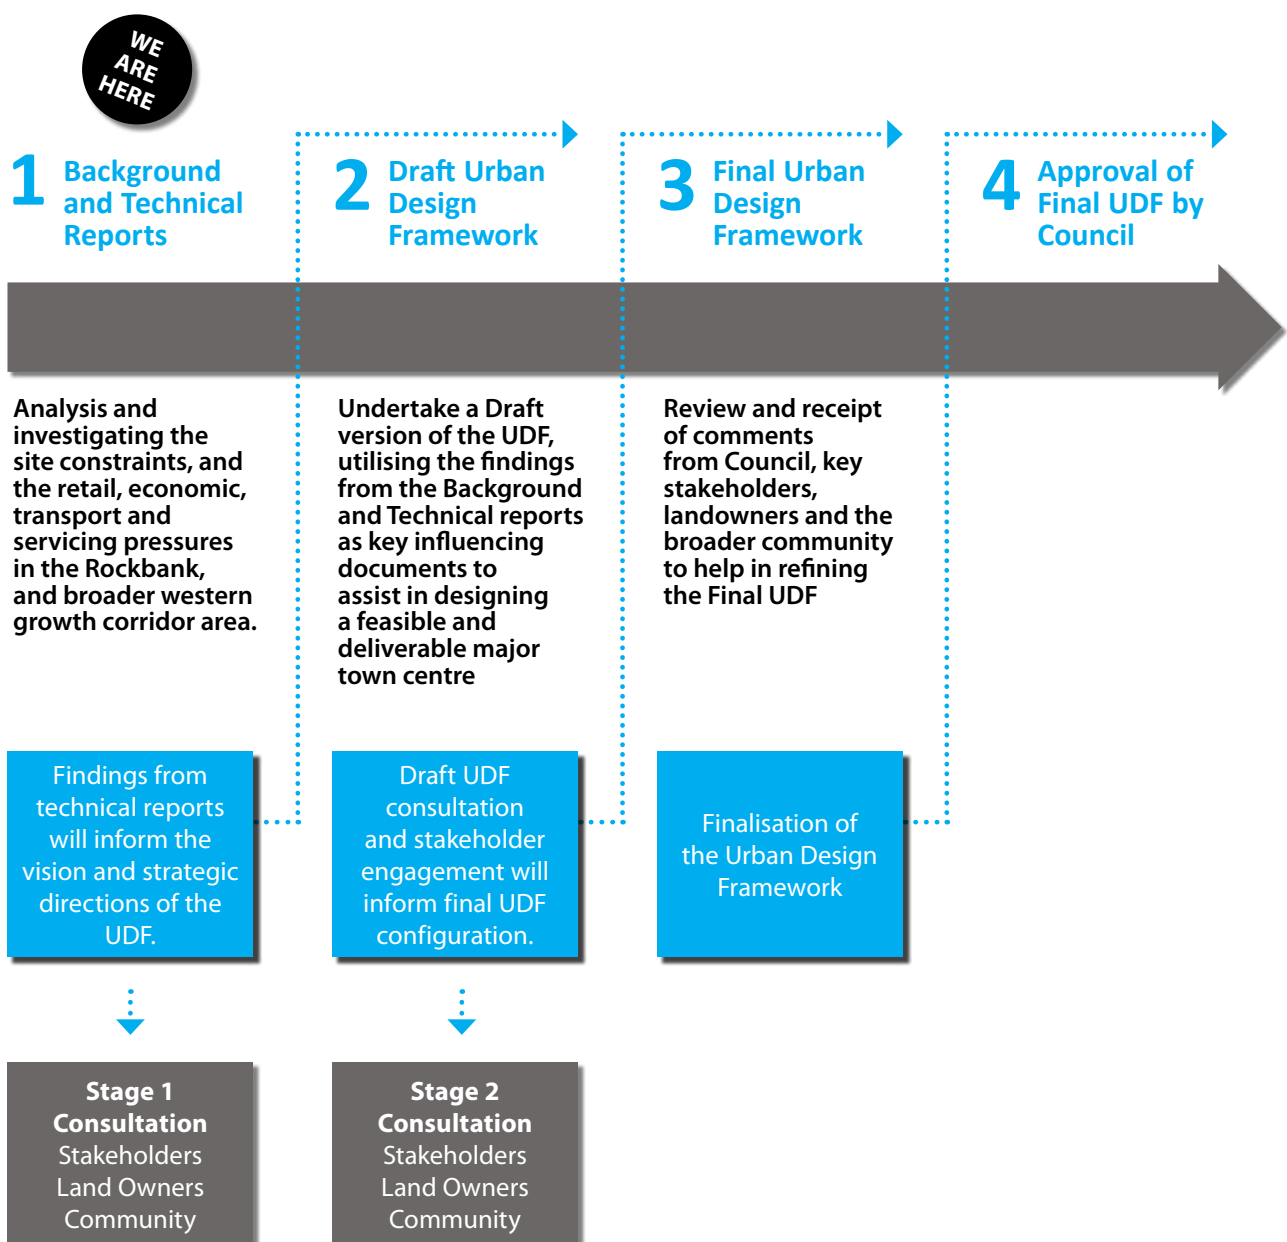 WE
ARE
HERE
1 Background
and Technical
Reports
2 Draft Urban
Design
Framework
3 Final Urban
Design
Framework
4 Approval of
Final UDF by
Council
Analysis and
investigating the
site constraints, and
the retail, economic,
transport and
servicing pressures
in the Rockbank,
and broader western
growth corridor area.
Undertake a Draft
version of the UDF,
utilising the findings
from the Background
and Technical reports
as key influencing
documents to
assist in designing
a feasible and
deliverable major
town centre
Review and receipt
of comments
from Council, key
stakeholders,
landowners and the
broader community
to help in refining
the Final UDF
Findings from
technical reports
will inform the
vision and strategic
directions of the
UDF.
Draft UDF
consultation
and stakeholder
engagement will
inform final UDF
configuration.
Finalisation of
the Urban Design
Framework
Stage 1
Consultation
Stakeholders
Land Owners
Community
Stage 2
Consultation
Stakeholders
Land Owners
Community